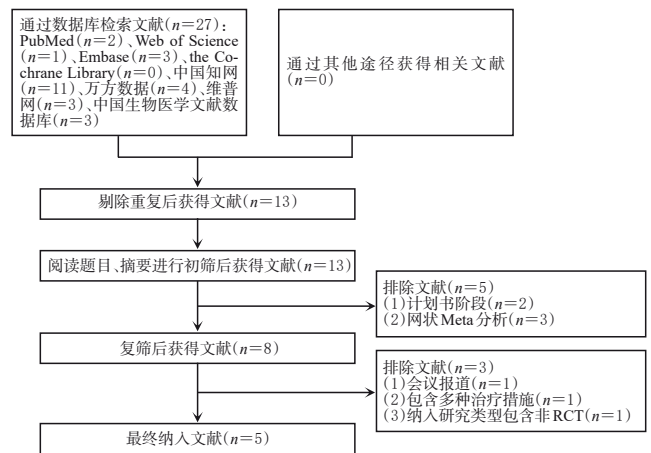 通过数据库检索文献(n=27):
PubMed(n=2)、Web of Science
(n=1)、Embase(n=3)、the Co-
chrane Library(n=0)、中国知网
(n=11)、万方数据(n=4)、维普
网(n=3)、中国生物医学文献数
据库(n=3)
通过其他途径获得相关文献
(n=0)
剔除重复后获得文献(n=13)
阅读题目、摘要进行初筛后获得文献(n=13)
排除文献(n=5)
(1)计划书阶段(n=2)
(2)网状Meta分析(n=3)
复筛后获得文献(n=8)
排除文献(n=3)
(1)会议报道(n=1)
(2)包含多种治疗措施(n=1)
(3)纳入研究类型包含非RCT(n=1)
最终纳入文献(n=5)